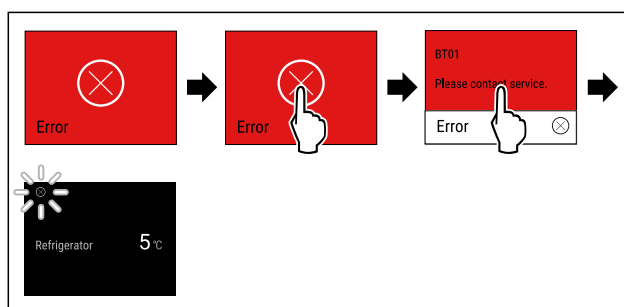 Error
Error
BT01
Please contact service.
Error
Refrigerator 5 °C